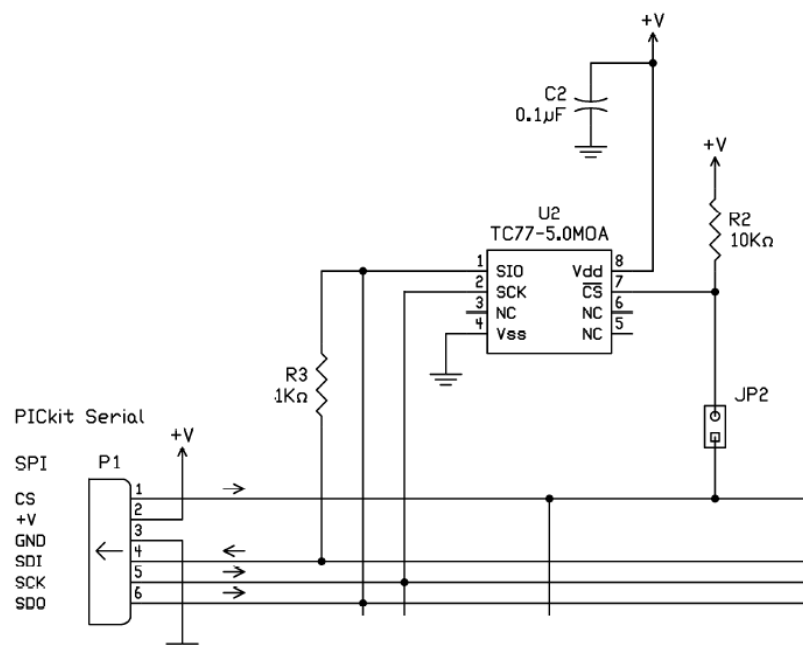 +V
C2
0.1µF
+V
U2
TC77-5.0MOA
R2
10KΩ
1 SIO Vdd 8
2 SCK CS 7
3 NC NC 6
4 Vss NC 5
R3
1KΩ
JP2
PICkit Serial
+V
SPI P1
CS 1
+V 2
GND 3
SDI 4
SCK 5
SDO 6